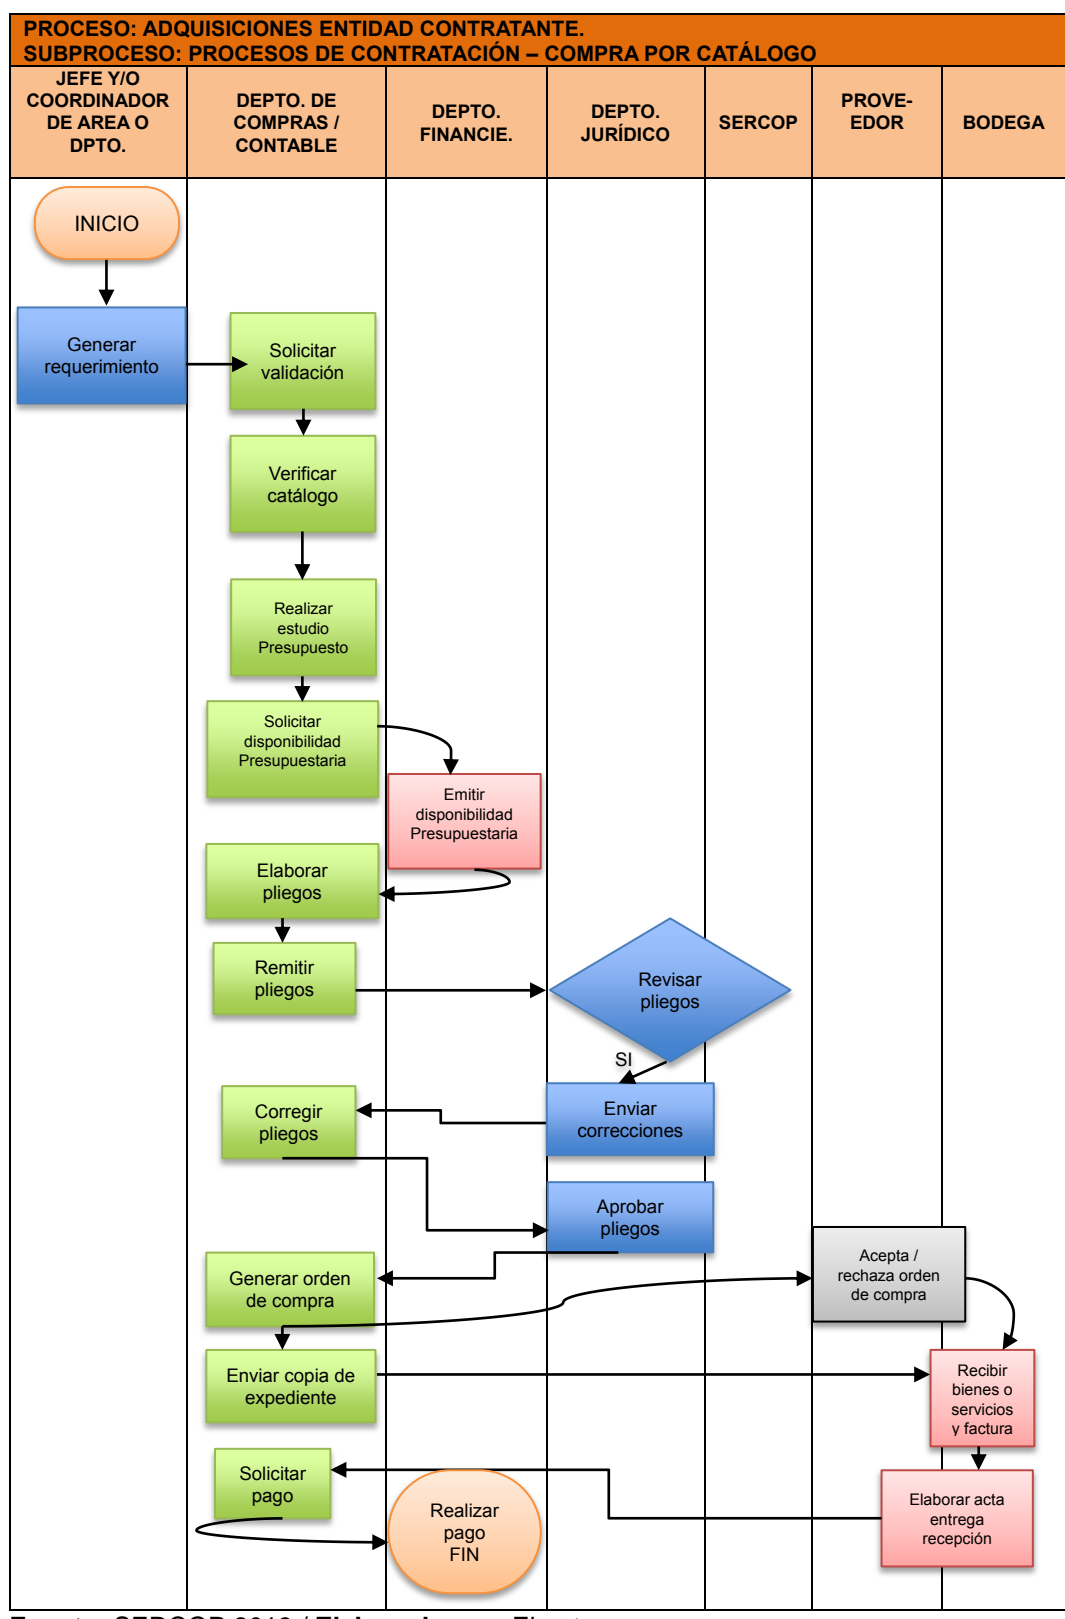 PROCESO: ADQUISICIONES ENTIDAD CONTRATANTE.
SUBPROCESO: PROCESOS DE CONTRATACIÓN – COMPRA POR CATÁLOGO
JEFE Y/O
COORDINADOR
DE AREA O
DPTO.
DEPTO. DE
COMPRAS /
CONTABLE
DEPTO.
FINANCIE.
DEPTO.
JURÍDICO
SERCOP
PROVE-
EDOR
BODEGA
INICIO
Generar
requerimiento
Solicitar
validación
Verificar
catálogo
Realizar
estudio
Presupuesto
Solicitar
disponibilidad
Presupuestaria
Emitir
disponibilidad
Presupuestaria
Elaborar
pliegos
Remitir
pliegos
Revisar
pliegos
SI
Enviar
correcciones
Corregir
pliegos
Aprobar
pliegos
Generar orden
de compra
Acepta /
rechaza orden
de compra
Enviar copia de
expediente
Recibir
bienes o
servicios
y factura
Solicitar
pago
Elaborar acta
entrega
recepción
Realizar
pago
FIN